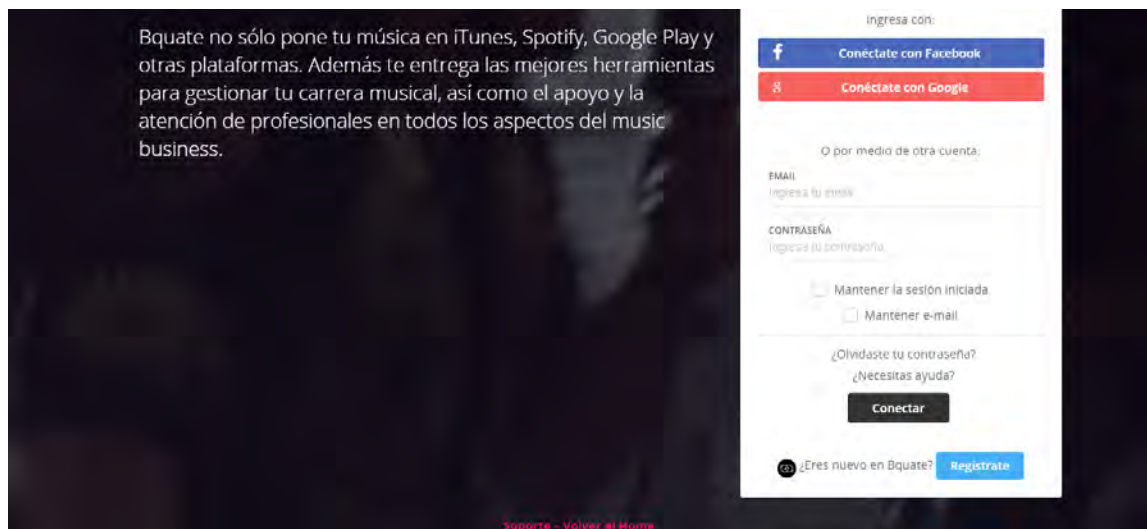 Bquate no sólo pone tu música en iTunes, Spotify, Google Play y
otras plataformas. Además te entrega las mejores herramientas
para gestionar tu carrera musical, así como el apoyo y la
atención de profesionales en todos los aspectos del music
business.
ingresa con:
f Conéctate con Facebook
8 Conéctate con Google
O por medio de otra cuenta:
EMAIL
Ingresa tu email
CONTRASEÑA
Ingresa tu contraseña
Mantener la sesión iniciada
Mantener e-mail
¿Olvidaste tu contraseña?
¿Necesitas ayuda?
Conectar
¿Eres nuevo en Bquate? Regístrate
Soporte - Volver al Home